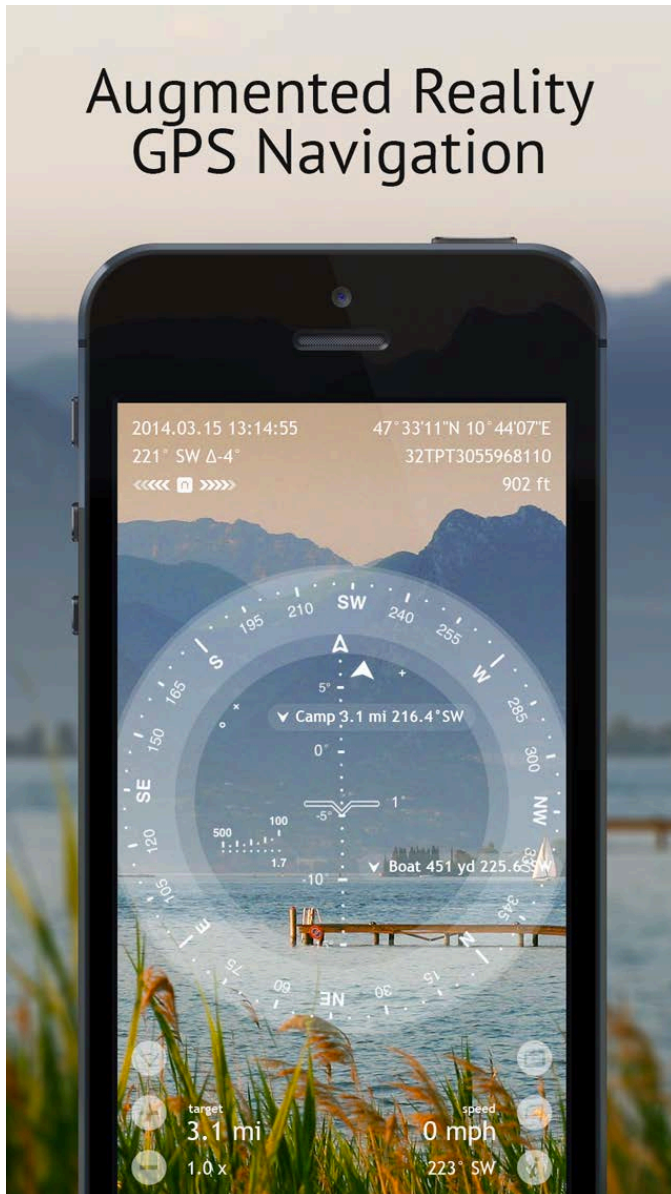 Augmented Reality
GPS Navigation
2014.03.15 13:14:55
47°33'11"N 10°44'07"E
221° SW Δ-4°
32TPT3055968110
902 ft
SW
210
240
195
255
S
W
165
285
150
300
SE
NW
120
330
105
345
E
N
75
15
60
30
NE
5°
Camp 3.1 mi 216.4°SW
0°
-5°
1°
500
100
1.7
Boat 451 yd 225.6°SW
-10°
target
3.1 mi
speed
0 mph
1.0 x
223° SW